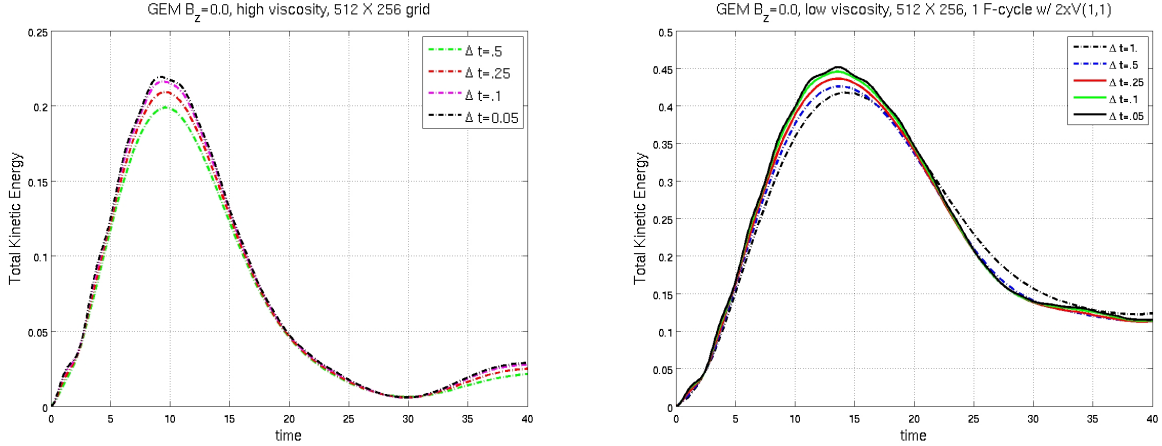 GEM B_z=0.0, high viscosity, 512 X 256 grid
0.25
0.2
0.15
0.1
0.05
0
Total Kinetic Energy
Δ t=.5
Δ t=.25
Δ t=.1
Δ t=0.05
0 5 10 15 20 25 30 35 40
time
GEM B_z=0.0, low viscosity, 512 X 256, 1 F-cycle w/ 2xV(1,1)
0.5
0.45
0.4
0.35
0.3
0.25
0.2
0.15
0.1
0.05
0
Total Kinetic Energy
Δ t=1.
Δ t=.5
Δ t=.25
Δ t=.1
Δ t=.05
0 5 10 15 20 25 30 35 40
time